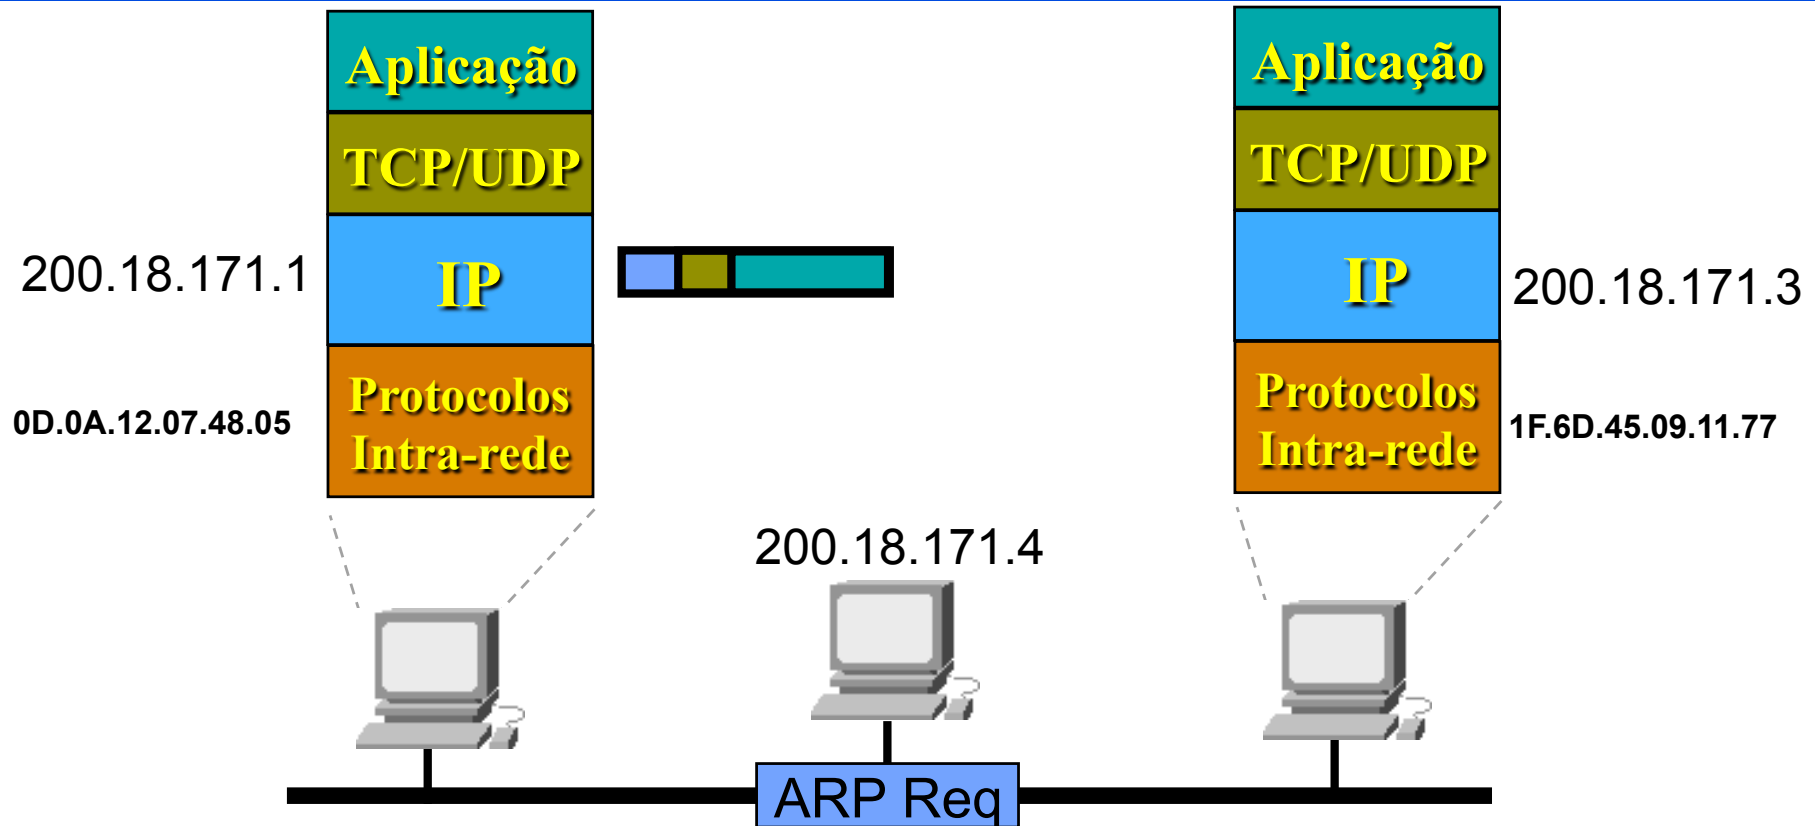 Aplicação
TCP/UDP
200.18.171.1
IP
0D.0A.12.07.48.05
Protocolos
Intra-rede
Aplicação
TCP/UDP
IP
200.18.171.3
Protocolos
Intra-rede
1F.6D.45.09.11.77
200.18.171.4
ARP Req